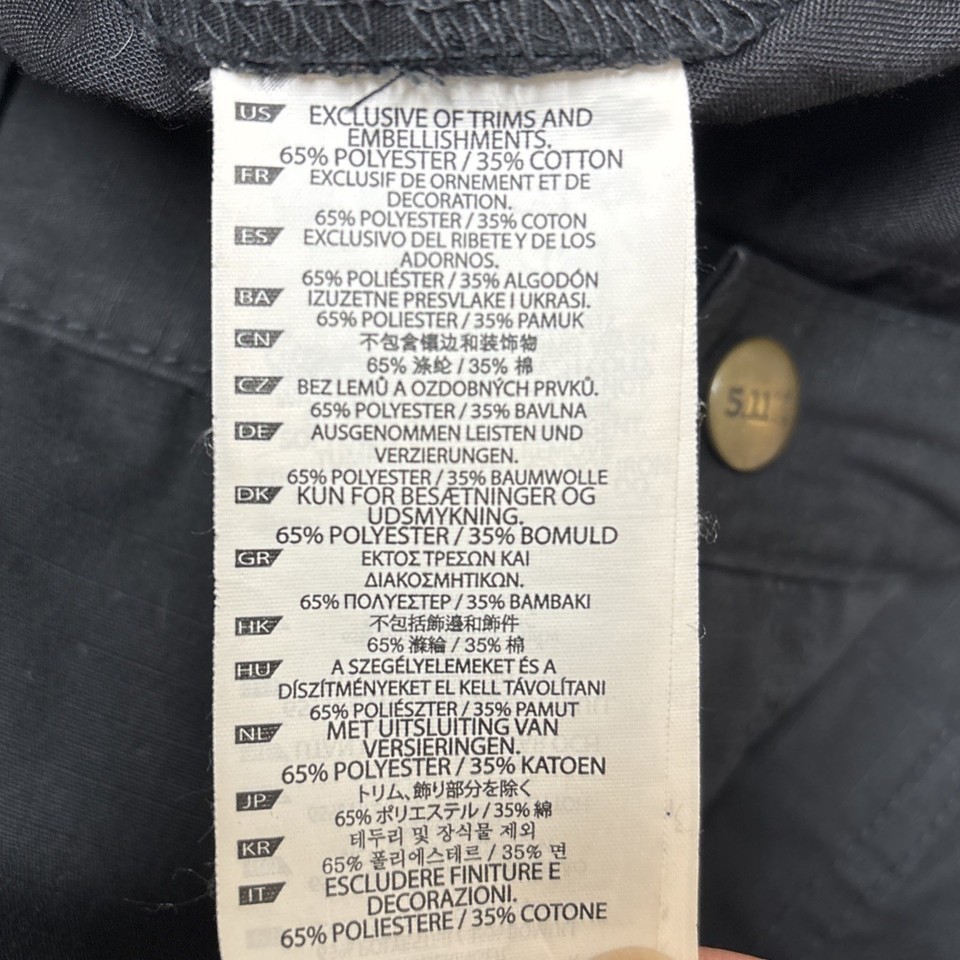 US EXCLUSIVE OF TRIMS AND
EMBELLISHMENTS.
65% POLYESTER / 35% COTTON
FR EXCLUSIF DE ORNEMENT ET DE
DECORATION.
65% POLYESTER / 35% COTON
ES EXCLUSIVO DEL RIBETE Y DE LOS
ADORNOS.
65% POLIÉSTER / 35% ALGODÓN
BA IZUZETNE PRESVLAKE I UKRASI.
65% POLIESTER / 35% PAMUK
CN 不包含镶边和装饰物
65% 涤纶 / 35% 棉
CZ BEZ LEMŮ A OZDOBNÝCH PRVKŮ.
65% POLYESTER / 35% BAVLNA
DE AUSGENOMMEN LEISTEN UND
VERZIERUNGEN.
65% POLYESTER / 35% BAUMWOLLE
DK KUN FOR BESÆTNINGER OG
UDSMYKNING.
65% POLYESTER / 35% BOMULD
GR ΕΚΤΟΣ ΤΡΕΣΩΝ ΚΑΙ
ΔΙΑΚΟΣΜΗΤΙΚΩΝ.
65% ΠΟΛΥΕΣΤΕΡ / 35% ΒΑΜΒΑΚΙ
HK 不包括飾邊和飾件
65% 滌綸 / 35% 棉
HU A SZEGÉLYELEMEKET ÉS A
DÍSZÍTMÉNYEKET EL KELL TÁVOLÍTANI
65% POLIÉSZTER / 35% PAMUT
NL MET UITSLUITING VAN
VERSIERINGEN.
65% POLYESTER / 35% KATOEN
JP トリム、飾り部分を除く
65% ポリエステル / 35% 綿
KR 테두리 및 장식물 제외
65% 폴리에스테르 / 35% 면
IT ESCLUDERE FINITURE E
DECORAZIONI.
65% POLIESTERE / 35% COTONE
5.11